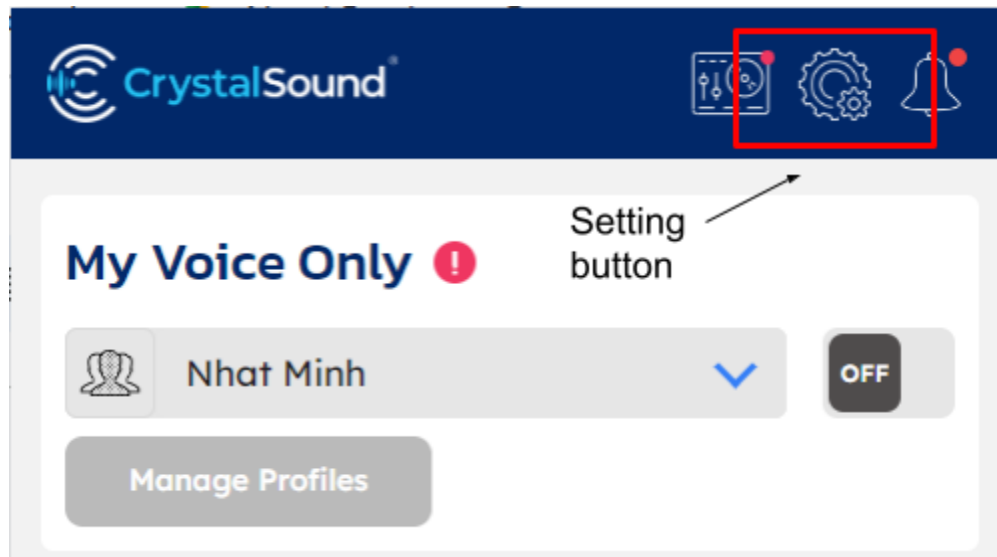 CrystalSound®
Setting
button
My Voice Only !
Nhat Minh
OFF
Manage Profiles